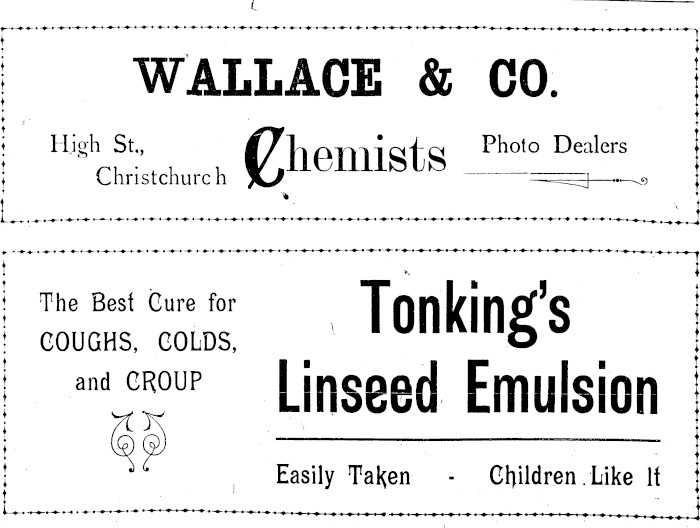 WALLACE & CO.
High St.,
Christchurch
Chemists
Photo Dealers
The Best Cure for
COUGHS, COLDS,
and CROUP
Tonking's
Linseed Emulsion
Easily Taken - Children Like It